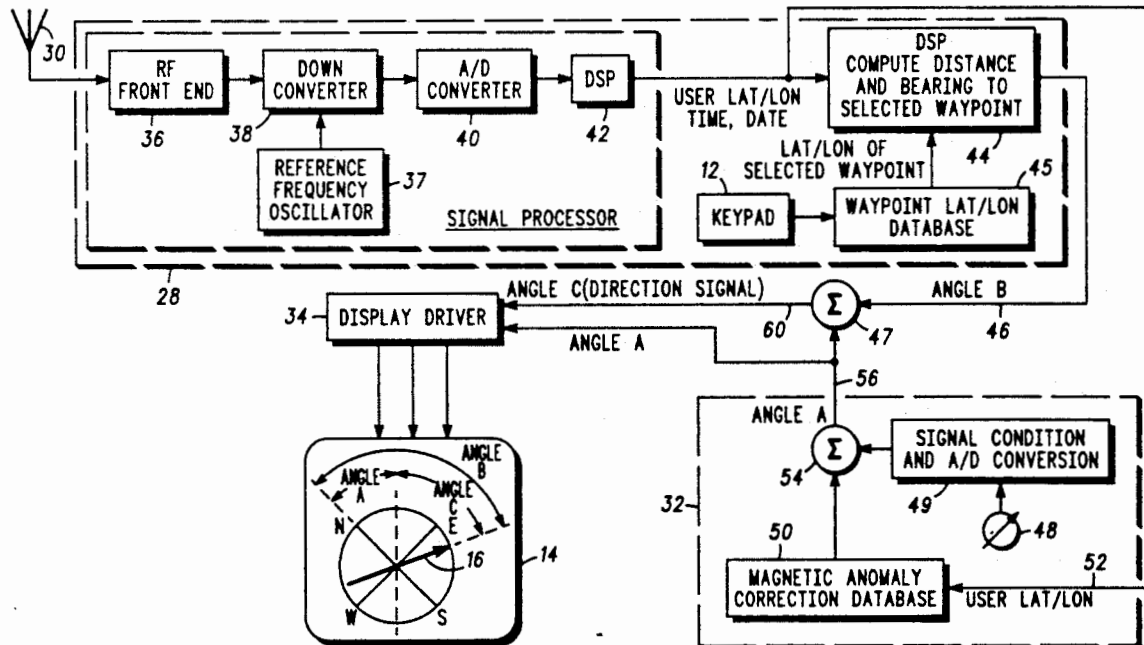 30
RF
FRONT END
36
DOWN
CONVERTER
38
A/D
CONVERTER
40
DSP
42
REFERENCE
FREQUENCY
OSCILLATOR
37
SIGNAL PROCESSOR
USER LAT/LON
TIME, DATE
DSP
COMPUTE DISTANCE
AND BEARING TO
SELECTED WAYPOINT
44
LAT/LON OF
SELECTED WAYPOINT
12
KEYPAD
45
WAYPOINT LAT/LON
DATABASE
28
34
DISPLAY DRIVER
ANGLE C(DIRECTION SIGNAL)
60
ANGLE A
Σ
47
ANGLE B
46
56
ANGLE A
Σ
54
SIGNAL CONDITION
AND A/D CONVERSION
49
48
32
50
MAGNETIC ANOMALY
CORRECTION DATABASE
52
USER LAT/LON
ANGLE
B
ANGLE
A
ANGLE
C
N
E
16
W
S
14